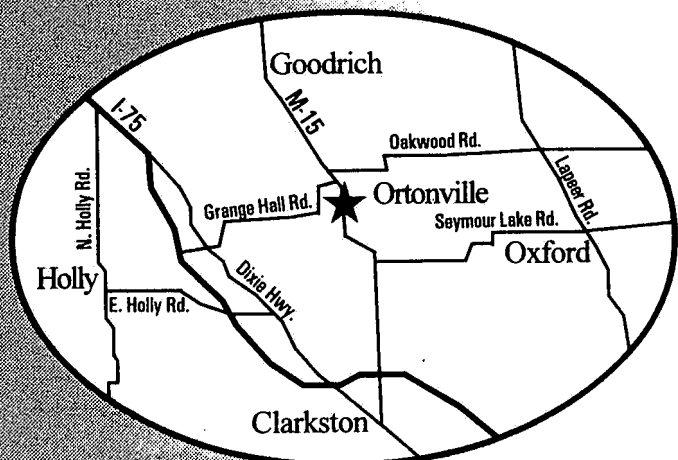 Goodrich
I-75
M-15
Oakwood Rd.
N. Holly Rd.
Lapeer Rd.
Grange Hall Rd.
Ortonville
Seymour Lake Rd.
Oxford
Holly
Dixie Hwy.
E. Holly Rd.
Clarkston